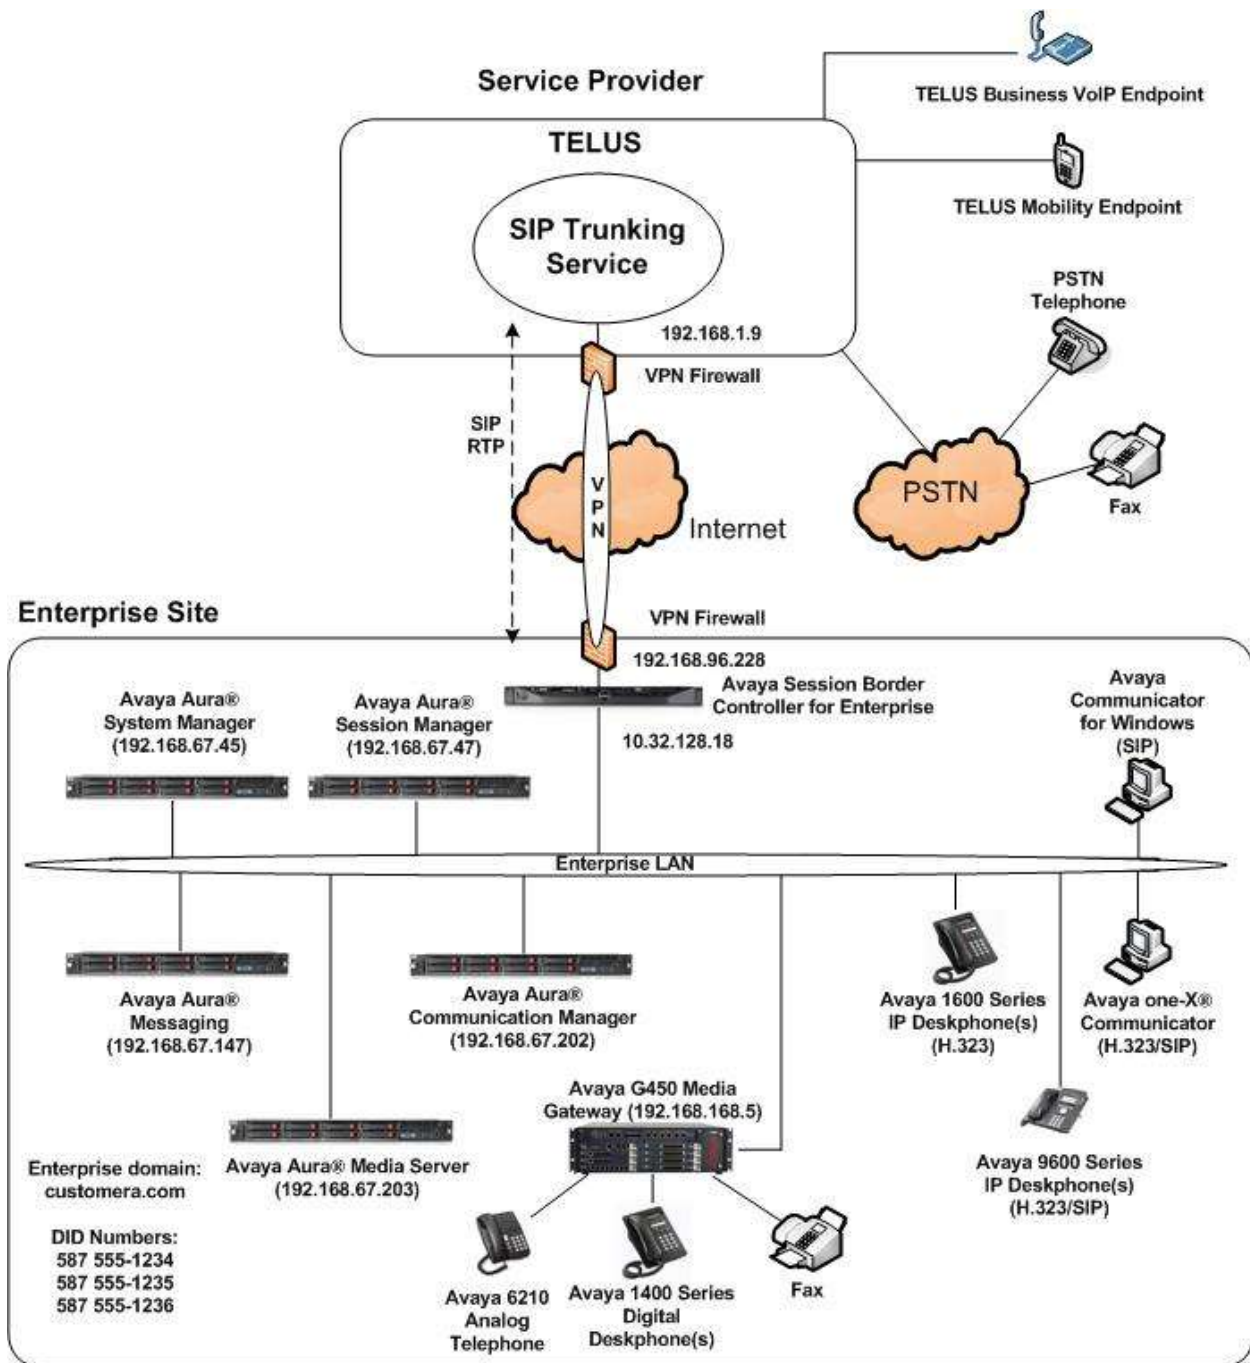 TELUS Business VoIP Endpoint
Service Provider
TELUS
SIP Trunking
Service
TELUS Mobility Endpoint
PSTN
Telephone
192.168.1.9
VPN Firewall
SIP
RTP
V
P
N
Internet
PSTN
Fax
Enterprise Site
VPN Firewall
192.168.96.228
Avaya Aura®
System Manager
(192.168.67.45)
Avaya Aura®
Session Manager
(192.168.67.47)
Avaya Session Border
Controller for Enterprise
10.32.128.18
Avaya
Communicator
for Windows
(SIP)
Enterprise LAN
Avaya Aura®
Messaging
(192.168.67.147)
Avaya Aura®
Communication Manager
(192.168.67.202)
Avaya 1600 Series
IP Deskphone(s)
(H.323)
Avaya one-X®
Communicator
(H.323/SIP)
Avaya G450 Media
Gateway (192.168.168.5)
Avaya Aura® Media Server
(192.168.67.203)
Avaya 9600 Series
IP Deskphone(s)
(H.323/SIP)
Enterprise domain:
customera.com
DID Numbers:
587 555-1234
587 555-1235
587 555-1236
Avaya 6210
Analog
Telephone
Avaya 1400 Series
Digital
Deskphone(s)
Fax